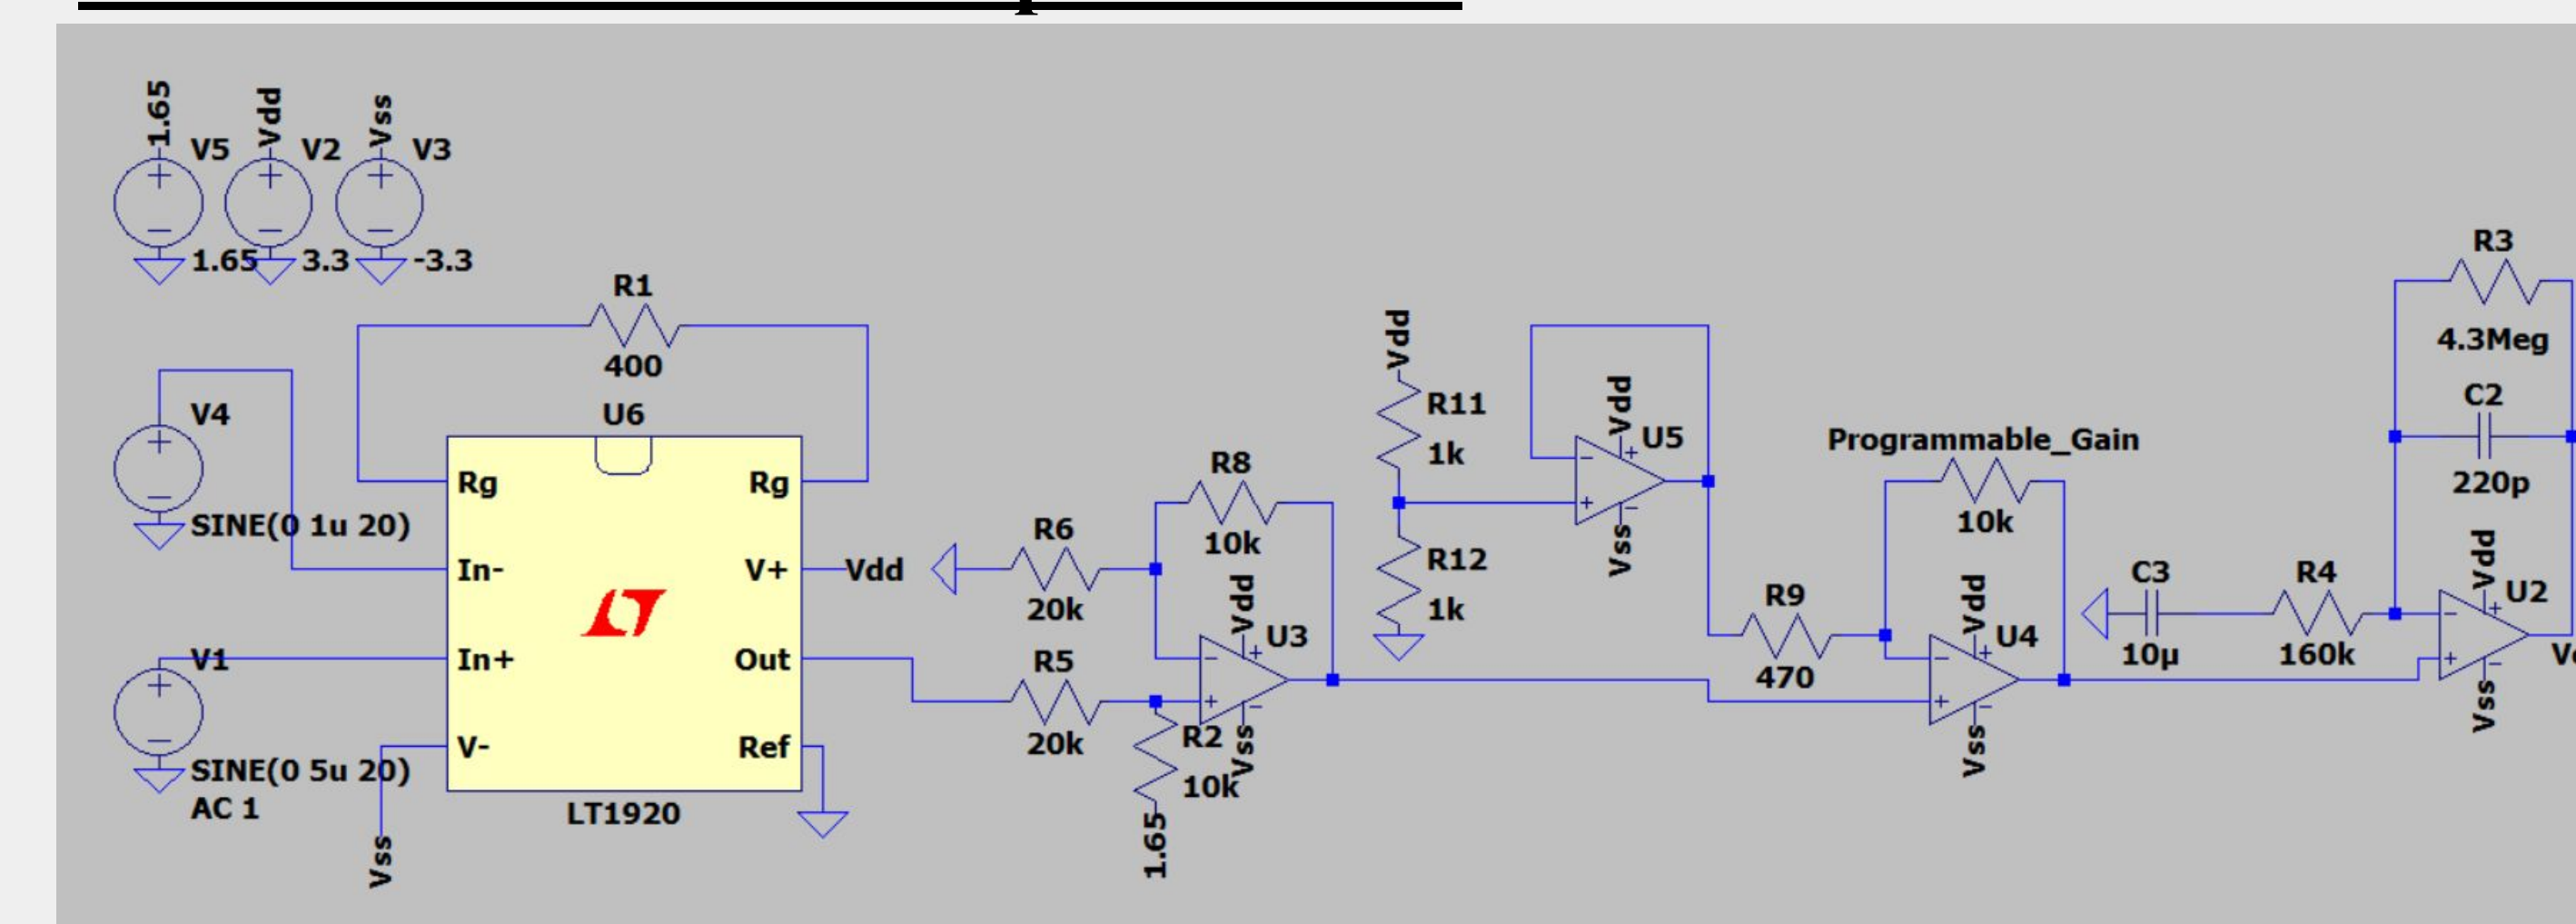 1.65
Vdd
Vss
V5
V2
V3
1.65
3.3
-3.3
R1
400
U6
V4
SINE(0 1u 20)
V1
SINE(0 5u 20)
AC 1
Vss
Rg
Rg
In-
V+
Vdd
In+
Out
V-
Ref
LT1920
R6
20k
R5
20k
R8
10k
Vdd
U3
Vss
R2
10k
1.65
Vdd
R11
1k
R12
1k
Vdd
U5
Vss
R9
470
Programmable_Gain
10k
Vdd
U4
Vss
C3
10µ
R4
160k
R3
4.3Meg
C2
220p
Vdd
U2
Vss